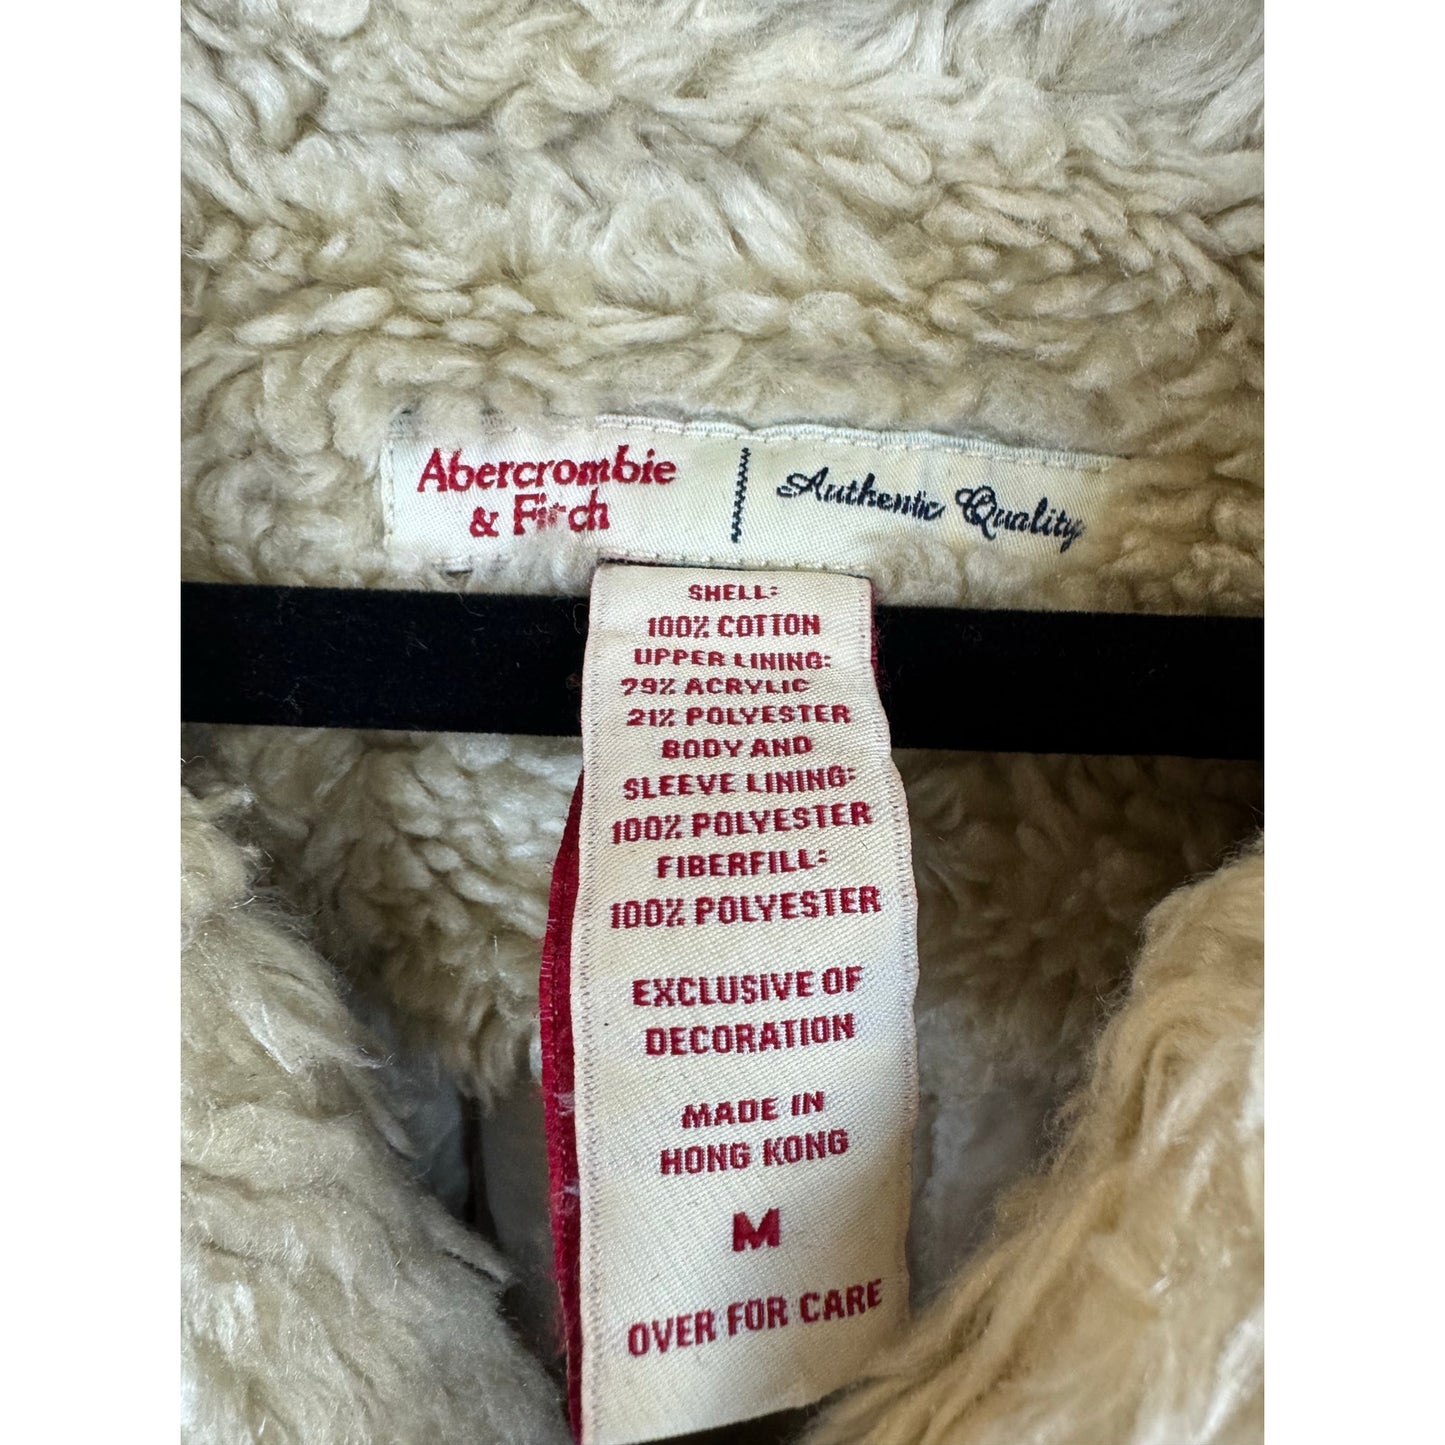 Abercrombie
& Fitch
Authentic Quality
SHELL:
100% COTTON
UPPER LINING:
79% ACRYLIC
21% POLYESTER
BODY AND
SLEEVE LINING:
100% POLYESTER
FIBERFILL:
100% POLYESTER
EXCLUSIVE OF
DECORATION
MADE IN
HONG KONG
M
OVER FOR CARE